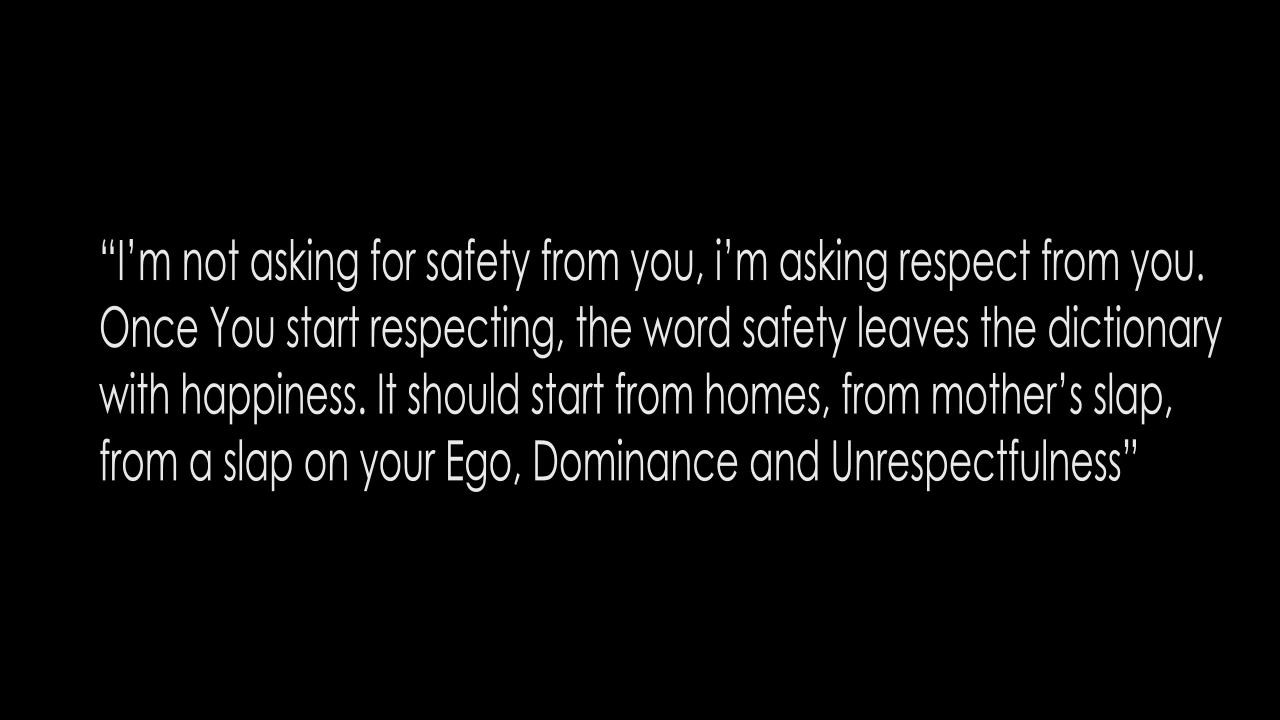 “I’m not asking for safety from you, i’m asking respect from you.
Once You start respecting, the word safety leaves the dictionary
with happiness. It should start from homes, from mother’s slap,
from a slap on your Ego, Dominance and Unrespectfulness”